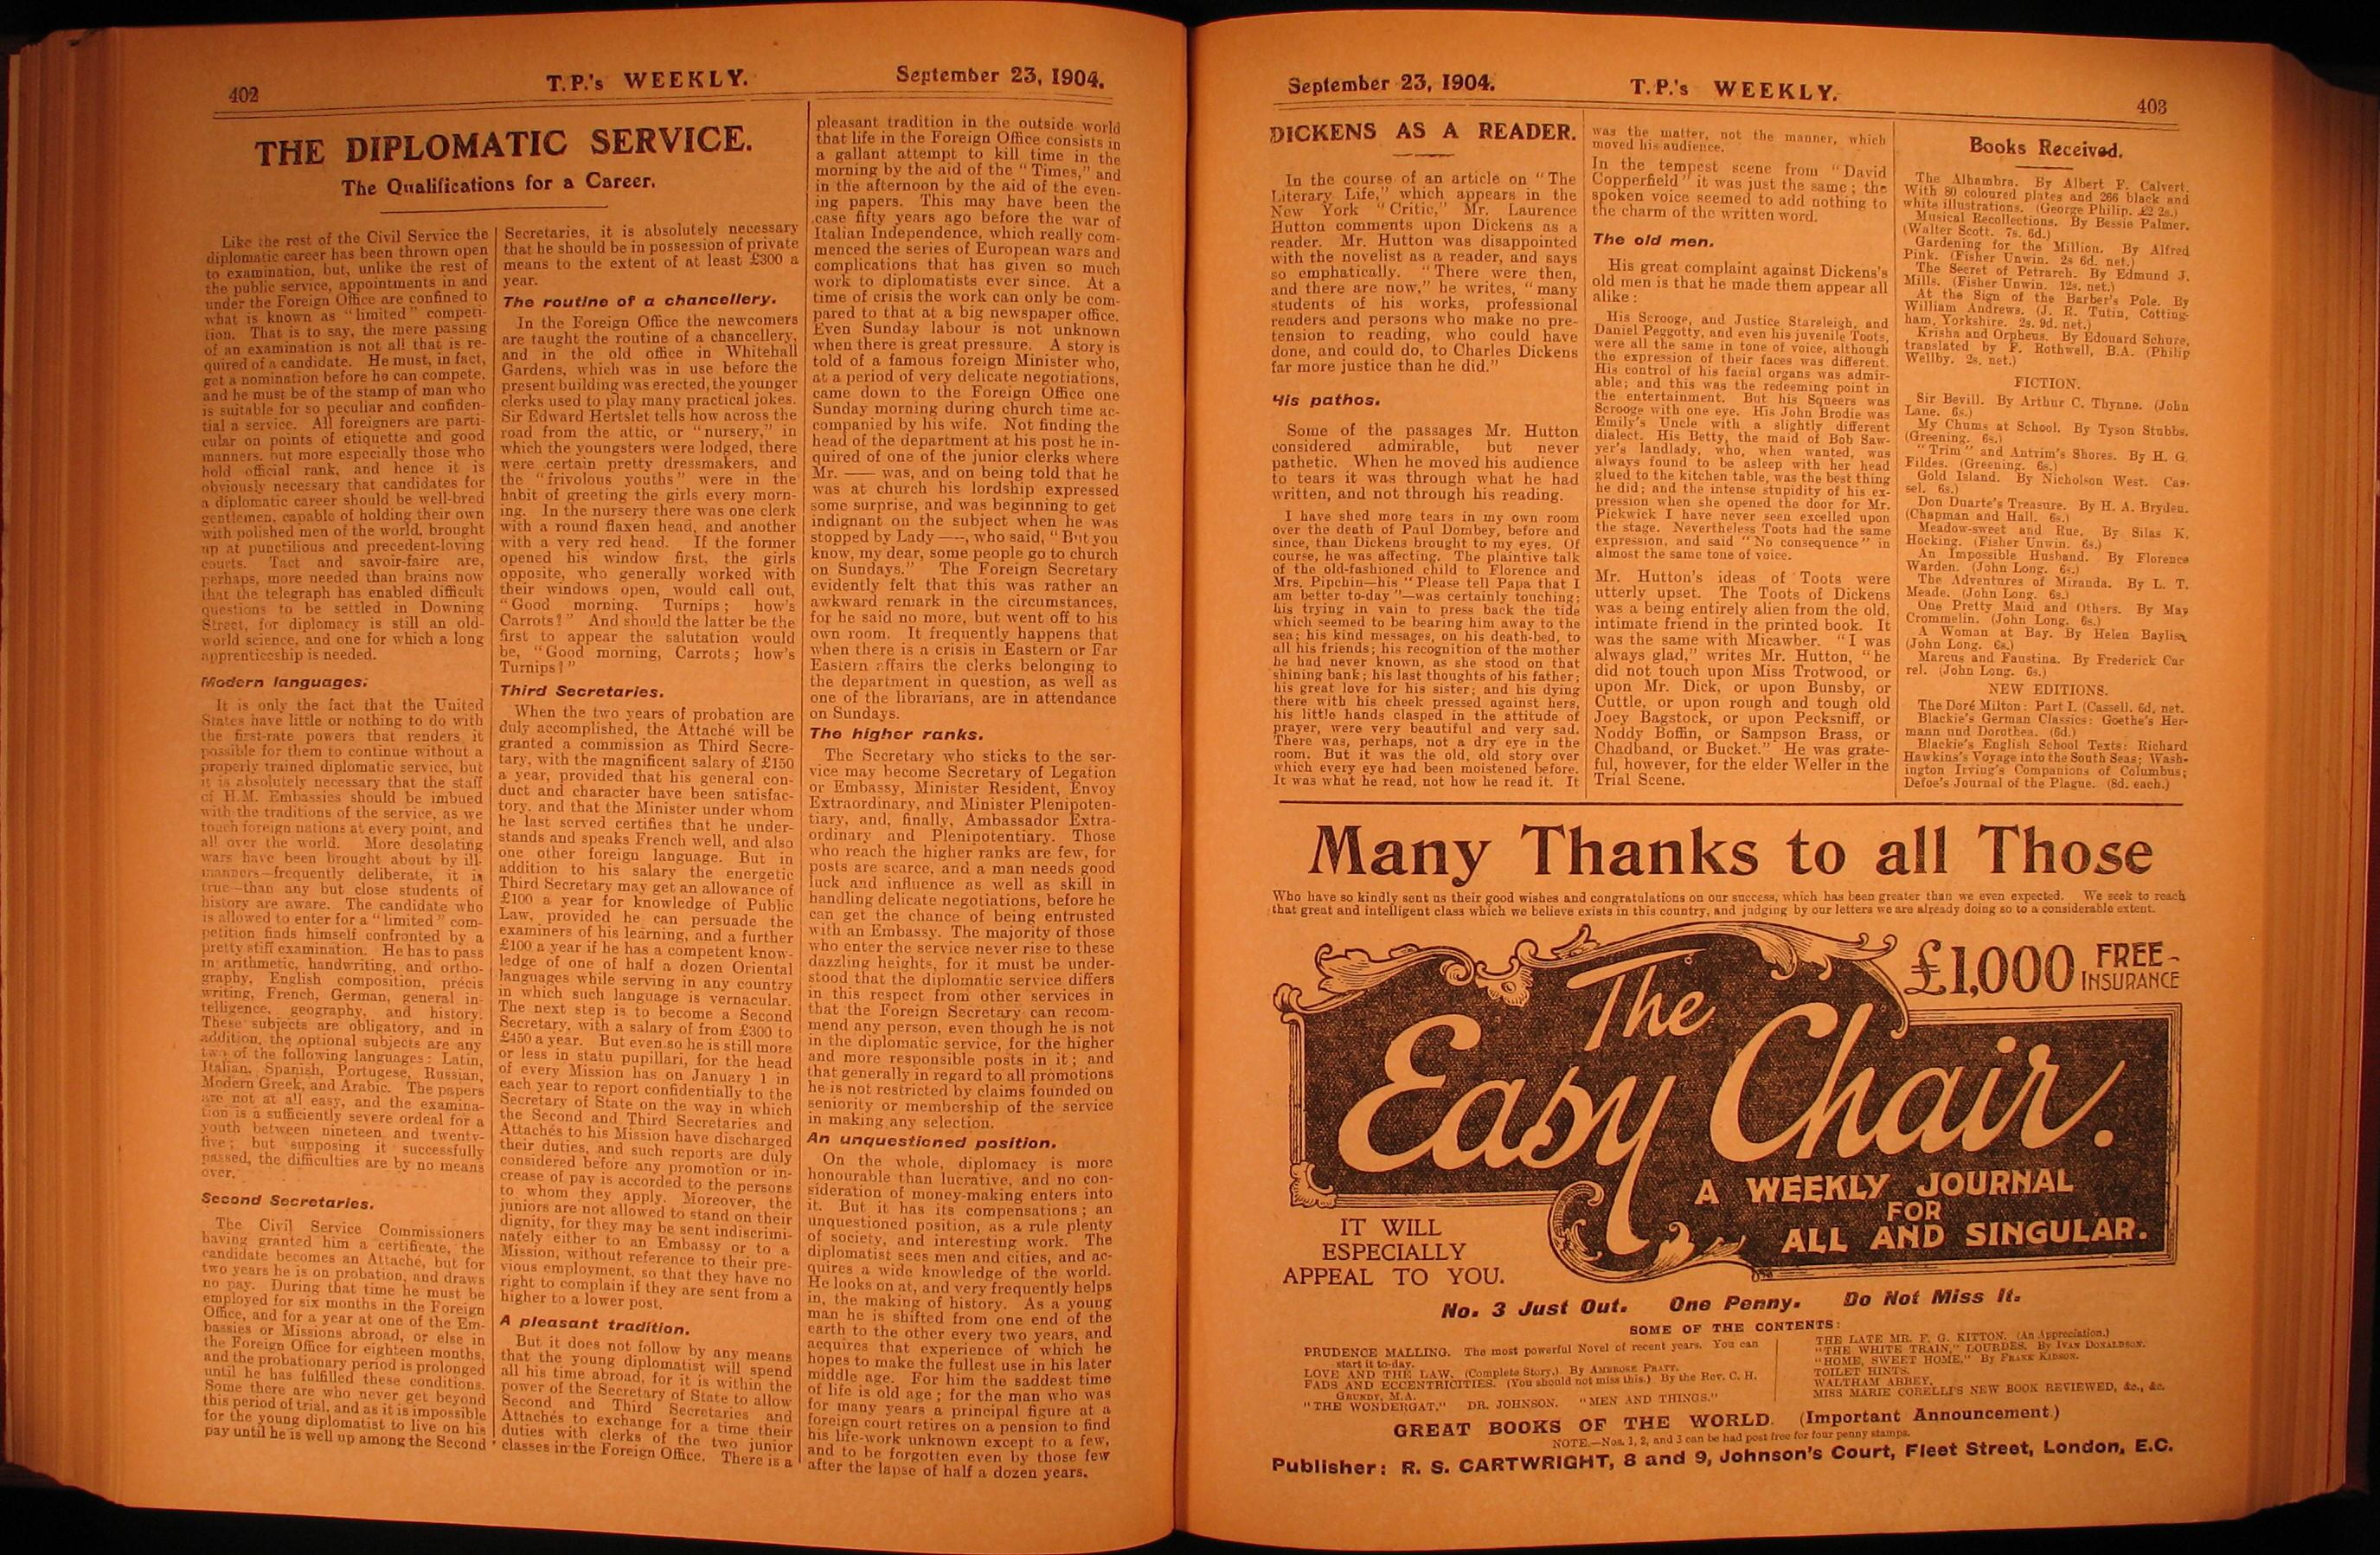 402
T.P.'s WEEKLY.
September 23, 1904.
THE DIPLOMATIC SERVICE.
The Qualifications for a Career.
Like the rest of the Civil Service the
diplomatic career has been thrown open
to examination, but, unlike the rest of
the public service, appointments in and
under the Foreign Office are confined to
what is known as "limited" competi-
tion. That is to say, the mere passing
of an examination is not all that is re-
quired of a candidate. He must, in fact,
get a nomination before he can compete,
and he must be of the stamp of man who
is suitable for so peculiar and confiden-
tial a service. All foreigners are parti-
cular on points of etiquette and good
manners, but more especially those who
hold official rank, and hence it is
obviously necessary that candidates for
a diplomatic career should be well-bred
gentlemen, capable of holding their own
with polished men of the world, brought
up at punctilious and precedent-loving
courts. Tact and savoir-faire are,
perhaps, more needed than brains now
that the telegraph has enabled difficult
questions to be settled in Downing
Street, for diplomacy is still an old-
world science, and one for which a long
apprenticeship is needed.
Modern languages.
It is only the fact that the United
States have little or nothing to do with
the first-rate powers that renders it
possible for them to continue without a
properly trained diplomatic service, but
it is absolutely necessary that the staff
of H.M. Embassies should be imbued
with the traditions of the service, as we
touch foreign nations at every point, and
all over the world. More desolating
wars have been brought about by ill-
manners—frequently deliberate, it is
true—than any but close students of
history are aware. The candidate who
is allowed to enter for a "limited" com-
petition finds himself confronted by a
pretty stiff examination. He has to pass
in arithmetic, handwriting, and ortho-
graphy, English composition, précis
writing, French, German, general in-
telligence, geography, and history.
These subjects are obligatory, and in
addition, the optional subjects are any
two of the following languages: Latin,
Italian, Spanish, Portugese, Russian,
Modern Greek, and Arabic. The papers
are not at all easy, and the examina-
tion is a sufficiently severe ordeal for a
youth between nineteen and twenty-
five; but supposing it successfully
passed, the difficulties are by no means
over.
Second Secretaries.
The Civil Service Commissioners
having granted him a certificate, the
candidate becomes an Attaché, but for
two years he is on probation, and draws
no pay. During that time he must be
employed for six months in the Foreign
Office, and for a year at one of the Em-
bassies or Missions abroad, or else in
the Foreign Office for eighteen months,
and the probationary period is prolonged
until he has fulfilled these conditions.
Some there are who never get beyond
this period of trial, and as it is impossible
for the young diplomatist to live on his
pay until he is well up among the Second
Secretaries, it is absolutely necessary
that he should be in possession of private
means to the extent of at least £300 a
year.
The routine of a chancellery.
In the Foreign Office the newcomers
are taught the routine of a chancellery,
and in the old office in Whitehall
Gardens, which was in use before the
present building was erected, the younger
clerks used to play many practical jokes.
Sir Edward Hertslet tells how across the
road from the attic, or "nursery," in
which the youngsters were lodged, there
were certain pretty dressmakers, and
the "frivolous youths" were in the
habit of greeting the girls every morn-
ing. In the nursery there was one clerk
with a round flaxen head, and another
with a very red head. If the former
opened his window first, the girls
opposite, who generally worked with
their windows open, would call out,
"Good morning, Turnips; how's
Carrots?" And should the latter be the
first to appear the salutation would
be, "Good morning, Carrots; how's
Turnips?"
Third Secretaries.
When the two years of probation are
duly accomplished, the Attaché will be
granted a commission as Third Secre-
tary, with the magnificent salary of £150
a year, provided that his general con-
duct and character have been satisfac-
tory, and that the Minister under whom
he last served certifies that he under-
stands and speaks French well, and also
one other foreign language. But in
addition to his salary the energetic
Third Secretary may get an allowance of
£100 a year for knowledge of Public
Law, provided he can persuade the
examiners of his learning, and a further
£100 a year if he has a competent know-
ledge of one of half a dozen Oriental
languages while serving in any country
in which such language is vernacular.
The next step is to become a Second
Secretary, with a salary of from £300 to
£450 a year. But even so he is still more
or less in statu pupillari, for the head
of every Mission has on January 1 in
each year to report confidentially to the
Secretary of State on the way in which
the Second and Third Secretaries and
Attachés to his Mission have discharged
their duties, and such reports are duly
considered before any promotion or in-
crease of pay is accorded to the persons
to whom they apply. Moreover, the
juniors are not allowed to stand on their
dignity, for they may be sent indiscrimi-
nately either to an Embassy or to a
Mission, without reference to their pre-
vious employment, so that they have no
right to complain if they are sent from a
higher to a lower post.
A pleasant tradition.
But it does not follow by any means
that the young diplomatist will spend
all his time abroad, for it is within the
power of the Secretary of State to allow
Second and Third Secretaries and
Attachés to exchange for a time their
duties with clerks of the two junior
classes in the Foreign Office. There is a
pleasant tradition in the outside world
that life in the Foreign Office consists in
a gallant attempt to kill time in the
morning by the aid of the "Times," and
in the afternoon by the aid of the even-
ing papers. This may have been the
case fifty years ago before the war of
Italian Independence, which really com-
menced the series of European wars and
complications that has given so much
work to diplomatists ever since. At a
time of crisis the work can only be com-
pared to that at a big newspaper office.
Even Sunday labour is not unknown
when there is great pressure. A story is
told of a famous foreign Minister who,
at a period of very delicate negotiations,
came down to the Foreign Office one
Sunday morning during church time ac-
companied by his wife. Not finding the
head of the department at his post he in-
quired of one of the junior clerks where
Mr. —— was, and on being told that he
was at church his lordship expressed
some surprise, and was beginning to get
indignant on the subject when he was
stopped by Lady ——, who said, "But you
know, my dear, some people go to church
on Sundays." The Foreign Secretary
evidently felt that this was rather an
awkward remark in the circumstances,
for he said no more, but went off to his
own room. It frequently happens that
when there is a crisis in Eastern or Far
Eastern affairs the clerks belonging to
the department in question, as well as
one of the librarians, are in attendance
on Sundays.
The higher ranks.
The Secretary who sticks to the ser-
vice may become Secretary of Legation
or Embassy, Minister Resident, Envoy
Extraordinary, and Minister Plenipoten-
tiary, and, finally, Ambassador Extra-
ordinary and Plenipotentiary. Those
who reach the higher ranks are few, for
posts are scarce, and a man needs good
luck and influence as well as skill in
handling delicate negotiations, before he
can get the chance of being entrusted
with an Embassy. The majority of those
who enter the service never rise to these
dazzling heights, for it must be under-
stood that the diplomatic service differs
in this respect from other services in
that the Foreign Secretary can recom-
mend any person, even though he is not
in the diplomatic service, for the higher
and more responsible posts in it; and
that generally in regard to all promotions
he is not restricted by claims founded on
seniority or membership of the service
in making any selection.
An unquestioned position.
On the whole, diplomacy is more
honourable than lucrative, and no con-
sideration of money-making enters into
it. But it has its compensations; an
unquestioned position, as a rule plenty
of society, and interesting work. The
diplomatist sees men and cities, and ac-
quires a wide knowledge of the world.
He looks on at, and very frequently helps
in, the making of history. As a young
man he is shifted from one end of the
earth to the other every two years, and
acquires that experience of which he
hopes to make the fullest use in his later
middle age. For him the saddest time
of life is old age; for the man who was
for many years a principal figure at a
foreign court retires on a pension to find
his life-work unknown except to a few,
and to be forgotten even by those few
after the lapse of half a dozen years.
September 23, 1904.
T.P.'s WEEKLY.
403
DICKENS AS A READER.
In the course of an article on "The
Literary Life," which appears in the
New York "Critic," Mr. Laurence
Hutton comments upon Dickens as a
reader. Mr. Hutton was disappointed
with the novelist as a reader, and says
so emphatically. "There were then,
and there are now," he writes, "many
students of his works, professional
readers and persons who make no pre-
tension to reading, who could have
done, and could do, to Charles Dickens
far more justice than he did."
His pathos.
Some of the passages Mr. Hutton
considered admirable, but never
pathetic. When he moved his audience
to tears it was through what he had
written, and not through his reading.
I have shed more tears in my own room
over the death of Paul Dombey, before and
since, than Dickens brought to my eyes. Of
course, he was affecting. The plaintive talk
of the old-fashioned child to Florence and
Mrs. Pipchin—his "Please tell Papa that I
am better to-day"—was certainly touching;
his trying in vain to press back the tide
which seemed to be bearing him away to the
sea; his kind messages, on his death-bed, to
all his friends; his recognition of the mother
he had never known, as she stood on that
shining bank; his last thoughts of his father;
his great love for his sister; and his dying
there with his cheek pressed against hers,
his little hands clasped in the attitude of
prayer, were very beautiful and very sad.
There was, perhaps, not a dry eye in the
room. But it was the old, old story over
which every eye had been moistened before.
It was what he read, not how he read it. It
was the matter, not the manner, which
moved his audience.
In the tempest scene from "David
Copperfield" it was just the same; the
spoken voice seemed to add nothing to
the charm of the written word.
The old men.
His great complaint against Dickens's
old men is that he made them appear all
alike:
His Scrooge, and Justice Stareleigh, and
Daniel Peggotty, and even his juvenile Toots,
were all the same in tone of voice, although
the expression of their faces was different.
His control of his facial organs was admir-
able; and this was the redeeming point in
the entertainment. But his Squeers was
Scrooge with one eye. His John Brodie was
Emily's Uncle with a slightly different
dialect. His Betty, the maid of Bob Saw-
yer's landlady, who, when wanted, was
always found to be asleep with her head
glued to the kitchen table, was the best thing
he did; and the intense stupidity of his ex-
pression when she opened the door for Mr.
Pickwick I have never seen excelled upon
the stage. Nevertheless Toots had the same
expression, and said "No consequence" in
almost the same tone of voice.
Mr. Hutton's ideas of Toots were
utterly upset. The Toots of Dickens
was a being entirely alien from the old,
intimate friend in the printed book. It
was the same with Micawber. "I was
always glad," writes Mr. Hutton, "he
did not touch upon Miss Trotwood, or
upon Mr. Dick, or upon Bunsby, or
Cuttle, or upon rough and tough old
Joey Bagstock, or upon Pecksniff, or
Noddy Boffin, or Sampson Brass, or
Chadband, or Bucket." He was grate-
ful, however, for the elder Weller in the
Trial Scene.
Books Received.
The Alhambra. By Albert F. Calvert.
With 80 coloured plates and 266 black and
white illustrations. (George Philip. £2 2s.)
Musical Recollections. By Bessie Palmer.
(Walter Scott. 7s. 6d.)
Gardening for the Million. By Alfred
Pink. (Fisher Unwin. 2s 6d. net.)
The Secret of Petrarch. By Edmund J.
Mills. (Fisher Unwin. 12s. net.)
At the Sign of the Barber's Pole. By
William Andrews. (J. R. Tutin, Cotting-
ham, Yorkshire. 2s. 9d. net.)
Krishna and Orpheus. By Edouard Schure,
translated by F. Rothwell, B.A. (Philip
Wellby. 2s. net.)
FICTION.
Sir Bevill. By Arthur C. Thynne. (John
Lane. 6s.)
My Chums at School. By Tyson Stubbs.
(Greening. 6s.)
"Trim" and Antrim's Shores. By H. G.
Fildes. (Greening. 6s.)
Gold Island. By Nicholson West. Cas-
sel. 6s.)
Don Duarte's Treasure. By H. A. Bryden.
(Chapman and Hall. 6s.)
Meadow-sweet and Rue. By Silas K.
Hocking. (Fisher Unwin. 6s.)
An Impossible Husband. By Florence
Warden. (John Long. 6s.)
The Adventures of Miranda. By L. T.
Meade. (John Long. 6s.)
One Pretty Maid and Others. By May
Crommelin. (John Long. 6s.)
A Woman at Bay. By Helen Bayliss
(John Long. 6s.)
Marcus and Faustina. By Frederick Car
rel. (John Long. 6s.)
NEW EDITIONS.
The Doré Milton: Part I. (Cassell. 6d. net.
Blackie's German Classics: Goethe's Her-
mann und Dorothea. (6d.)
Blackie's English School Texts: Richard
Hawkins's Voyage into the South Seas; Wash-
ington Irving's Companions of Columbus;
Defoe's Journal of the Plague. (8d. each.)
Many Thanks to all Those
Who have so kindly sent us their good wishes and congratulations on our success, which has been greater than we even expected. We seek to reach
that great and intelligent class which we believe exists in this country, and judging by our letters we are already doing so to a considerable extent.
£1,000 FREE-
INSURANCE
The
Easy Chair.
A WEEKLY JOURNAL
FOR
ALL AND SINGULAR.
IT WILL
ESPECIALLY
APPEAL TO YOU.
No. 3 Just Out. One Penny. Do Not Miss It.
SOME OF THE CONTENTS:
PRUDENCE MALLING. The most powerful Novel of recent years. You can
start it to-day.
LOVE AND THE LAW. (Complete Story.) By AMBROSE PRATT.
FADS AND ECCENTRICITIES. (You should not miss this.) By the Rev. C. H.
GRUNDY, M.A.
"THE WONDERGAT." DR. JOHNSON. "MEN AND THINGS."
THE LATE MR. F. G. KITTON. (An Appreciation.)
"THE WHITE TRAIN," LOURDES. By IVAN DONALDSON.
"HOME, SWEET HOME." By FRANK KIDSON.
TOILET HINTS.
WALTHAM ABBEY.
MISS MARIE CORELLI'S NEW BOOK REVIEWED, &c., &c.
GREAT BOOKS OF THE WORLD. (Important Announcement.)
NOTE.—Nos. 1, 2, and 3 can be had post free for four penny stamps.
Publisher: R. S. CARTWRIGHT, 8 and 9, Johnson's Court, Fleet Street, London, E.C.